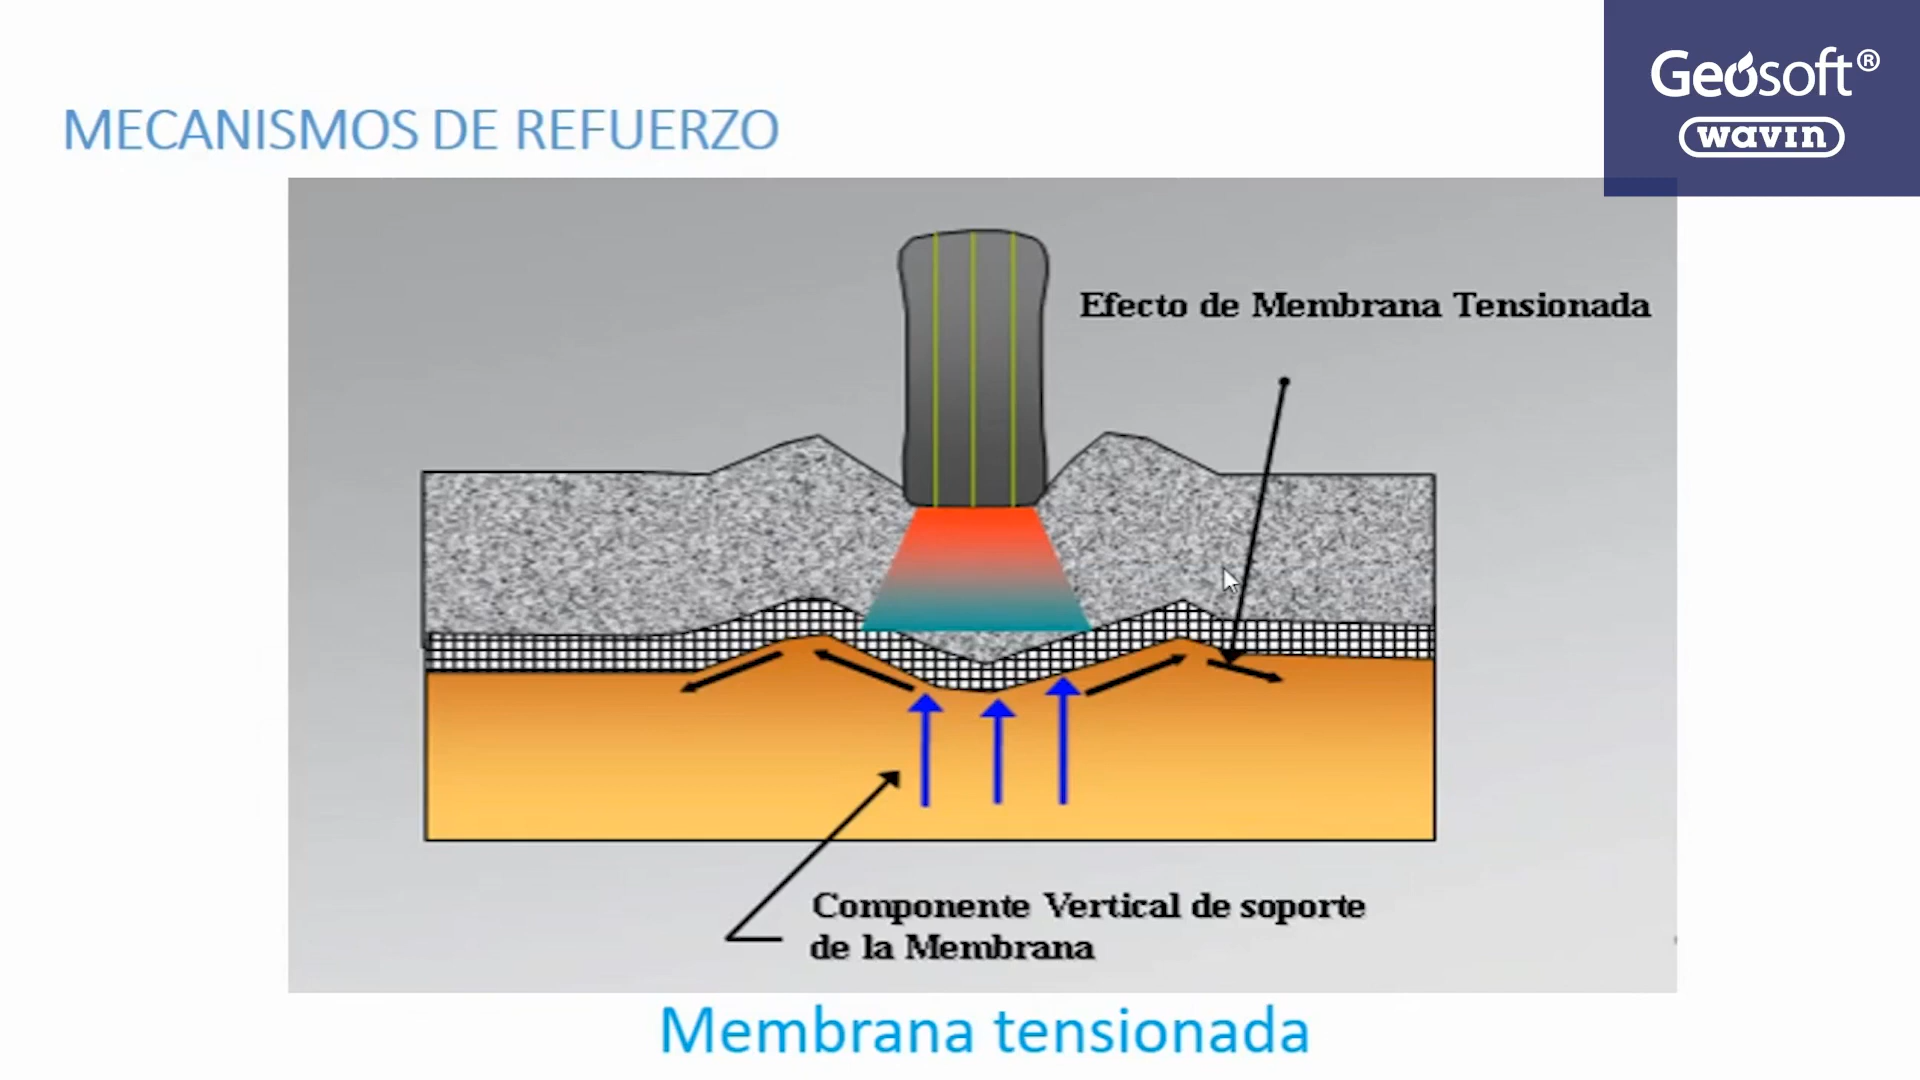 Geosoft®
wavin
MECANISMOS DE REFUERZO
Efecto de Membrana Tensionada
Componente Vertical de soporte
de la Membrana
Membrana tensionada